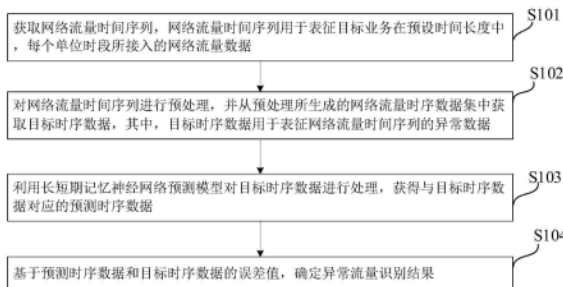 S101
获取网络流量时间序列，网络流量时间序列用于表征目标业务在预设时间长度中
，每个单位时段所接入的网络流量数据
S102
对网络流量时间序列进行预处理，并从预处理所生成的网络流量时序数据集中获
取目标时序数据，其中，目标时序数据用于表征网络流量时间序列的异常数据
S103
利用长短期记忆神经网络预测模型对目标时序数据进行处理，获得与目标时序数
据对应的预测时序数据
S104
基于预测时序数据和目标时序数据的误差值，确定异常流量识别结果